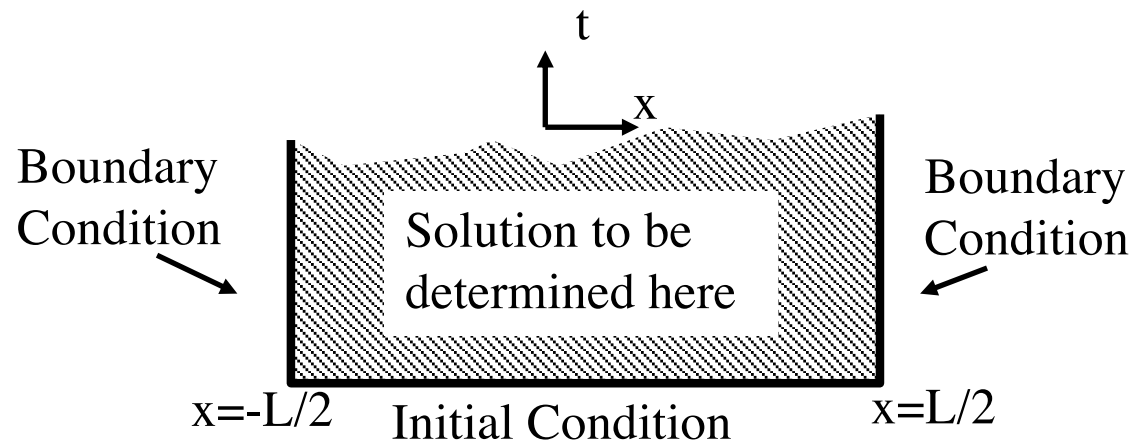 t
x
Boundary
Condition
Solution to be
determined here
Boundary
Condition
x=-L/2
Initial Condition
x=L/2